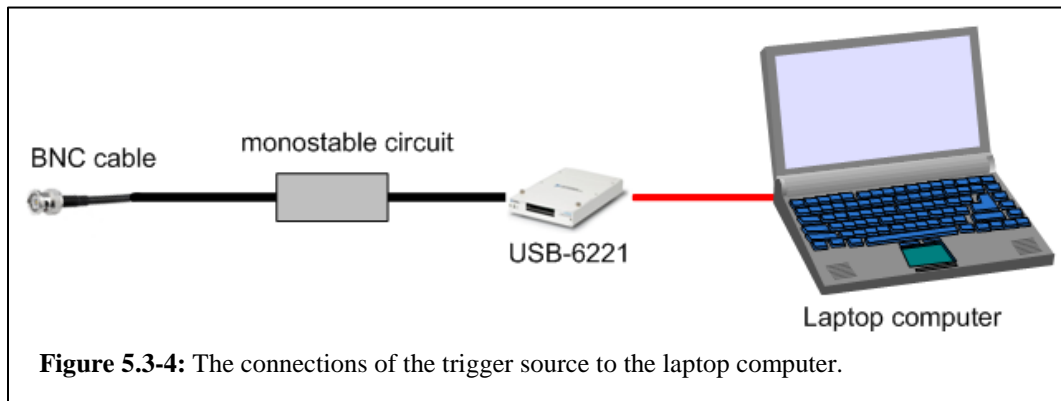 BNC cable
monostable circuit
USB-6221
Laptop computer
Figure 5.3-4: The connections of the trigger source to the laptop computer.